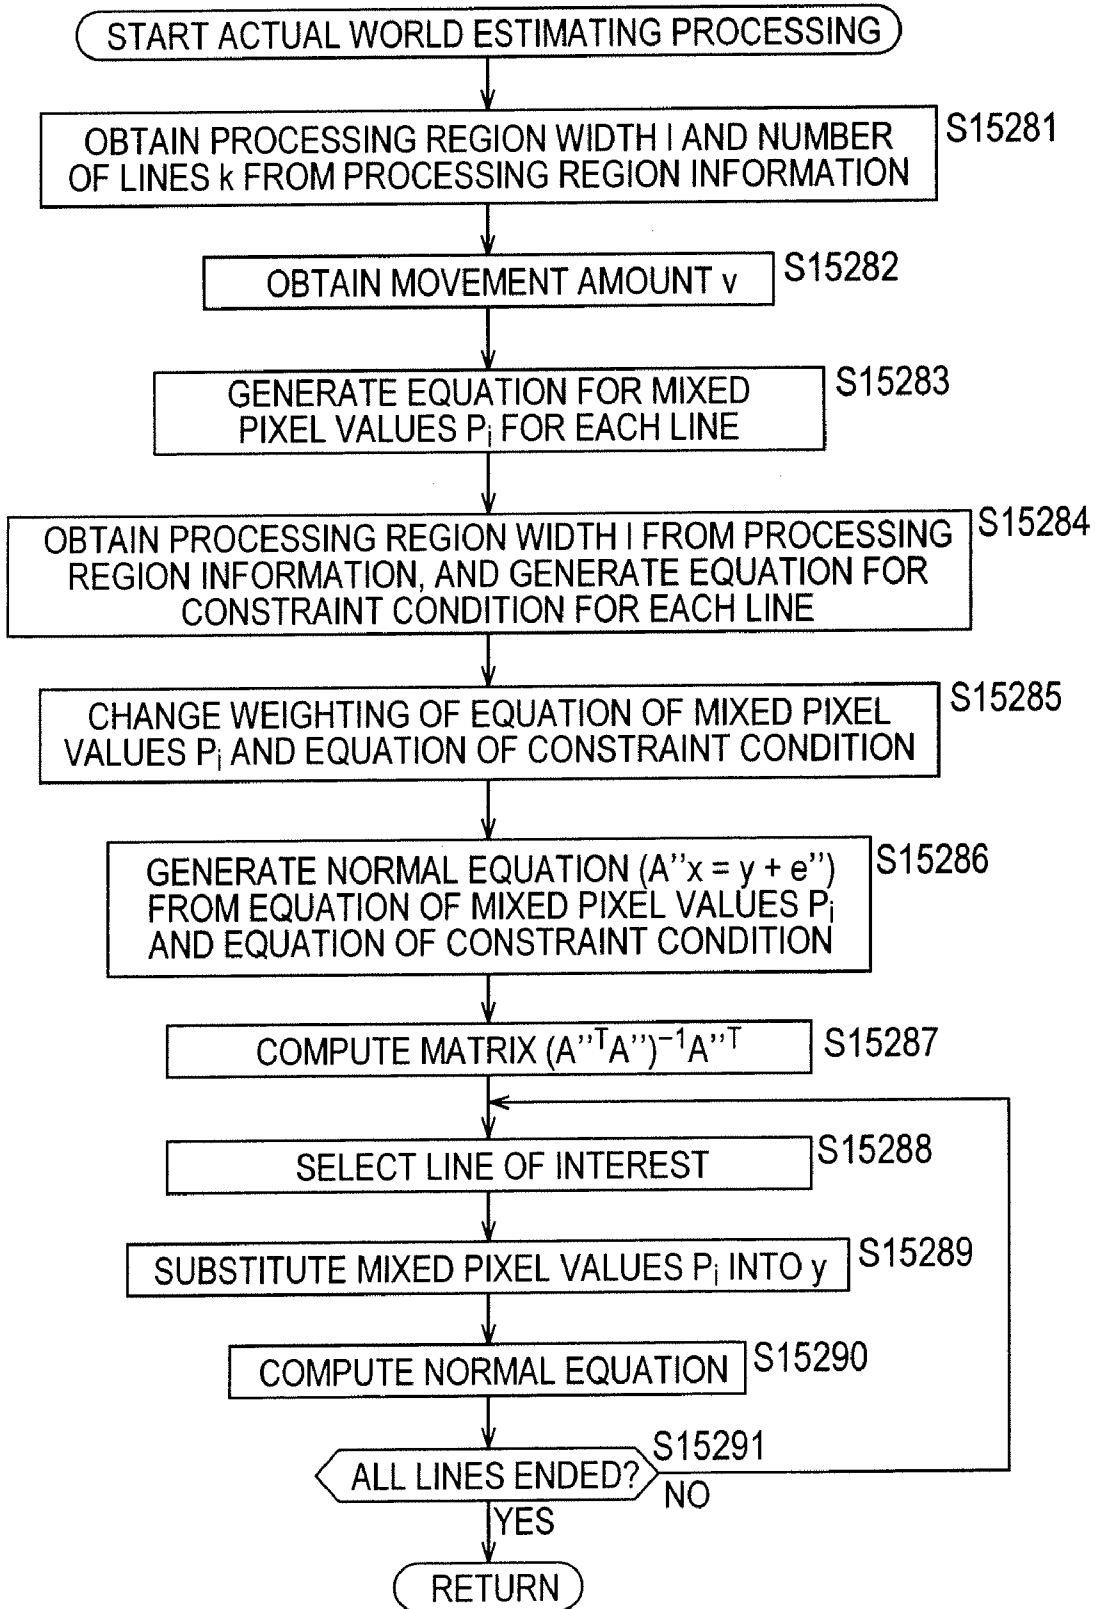 START ACTUAL WORLD ESTIMATING PROCESSING
OBTAIN PROCESSING REGION WIDTH l AND NUMBER
OF LINES k FROM PROCESSING REGION INFORMATION
S15281
OBTAIN MOVEMENT AMOUNT v
S15282
GENERATE EQUATION FOR MIXED
PIXEL VALUES Pj FOR EACH LINE
S15283
OBTAIN PROCESSING REGION WIDTH l FROM PROCESSING
REGION INFORMATION, AND GENERATE EQUATION FOR
CONSTRAINT CONDITION FOR EACH LINE
S15284
CHANGE WEIGHTING OF EQUATION OF MIXED PIXEL
VALUES Pj AND EQUATION OF CONSTRAINT CONDITION
S15285
GENERATE NORMAL EQUATION (A’’x = y + e’’)
FROM EQUATION OF MIXED PIXEL VALUES Pj
AND EQUATION OF CONSTRAINT CONDITION
S15286
COMPUTE MATRIX (A’’ᵀA’’)⁻¹A’’ᵀ
S15287
SELECT LINE OF INTEREST
S15288
SUBSTITUTE MIXED PIXEL VALUES Pj INTO y
S15289
COMPUTE NORMAL EQUATION
S15290
ALL LINES ENDED?
S15291
NO
YES
RETURN